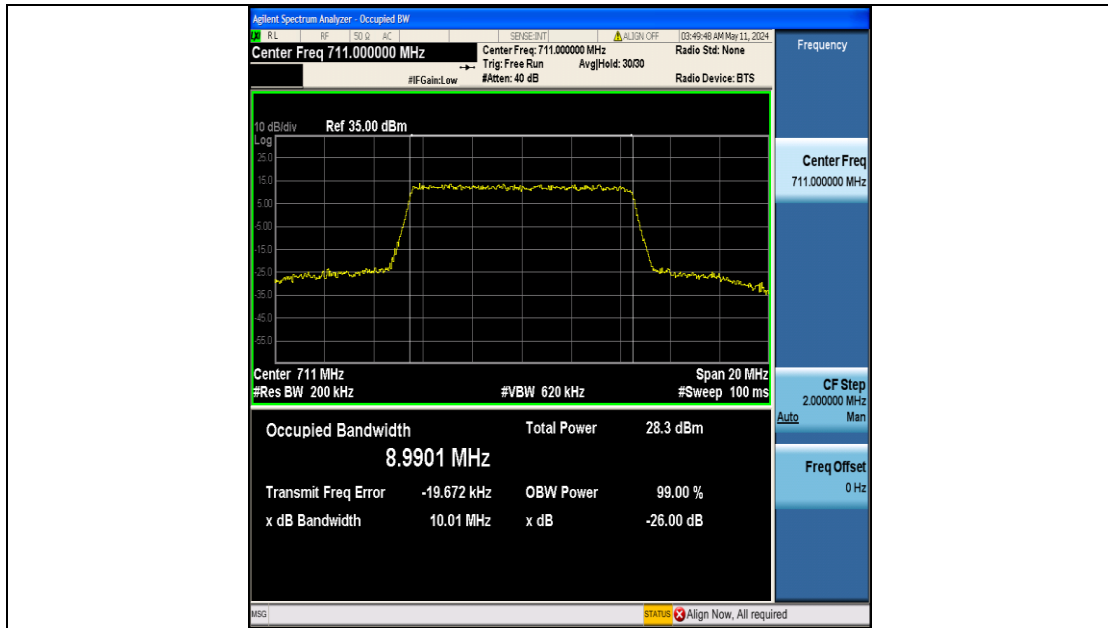 Agilent Spectrum Analyzer - Occupied BW
RL RF 50 Ω AC SENSE:INT ALIGN OFF 03:49:48 AM May 11, 2024
Center Freq 711.000000 MHz
Center Freq: 711.000000 MHz Radio Std: None
Trig: Free Run Avg|Hold: 30/30
#IFGain:Low #Atten: 40 dB Radio Device: BTS
10 dB/div Ref 35.00 dBm
Log
25.0
15.0
5.00
-5.00
-15.0
-25.0
-35.0
-45.0
-55.0
Center 711 MHz Span 20 MHz
#Res BW 200 kHz #VBW 620 kHz #Sweep 100 ms
Occupied Bandwidth Total Power 28.3 dBm
8.9901 MHz
Transmit Freq Error -19.672 kHz OBW Power 99.00 %
x dB Bandwidth 10.01 MHz x dB -26.00 dB
MSG STATUS Align Now, All required
Frequency
Center Freq
711.000000 MHz
CF Step
2.000000 MHz
Auto Man
Freq Offset
0 Hz